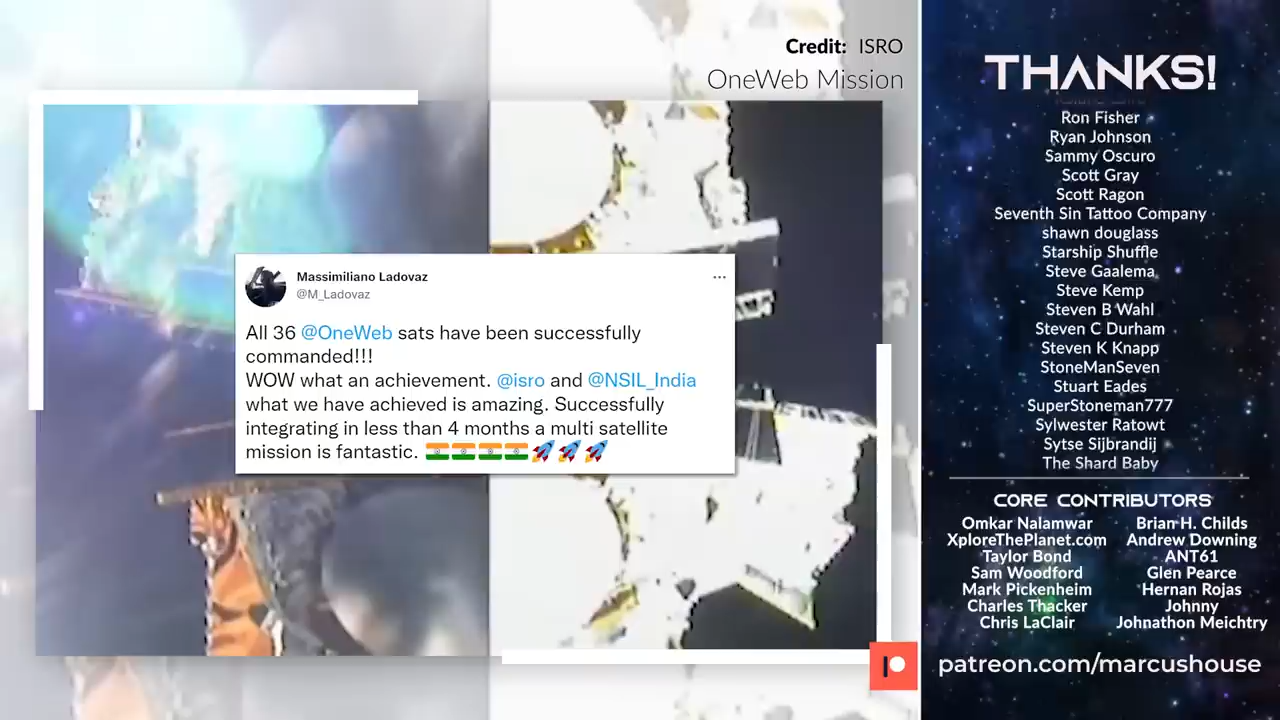 Credit: ISRO
OneWeb Mission
Massimiliano Ladovaz
@M_Ladovaz
All 36 @OneWeb sats have been successfully
commanded!!!
WOW what an achievement. @isro and @NSIL_India
what we have achieved is amazing. Successfully
integrating in less than 4 months a multi satellite
mission is fantastic. 🇮🇳🇮🇳🇮🇳🇮🇳🚀🚀🚀
THANKS!
Ron Fisher
Ryan Johnson
Sammy Oscuro
Scott Gray
Scott Ragon
Seventh Sin Tattoo Company
shawn douglass
Starship Shuffle
Steve Gaalema
Steve Kemp
Steven B Wahl
Steven C Durham
Steven K Knapp
StoneManSeven
Stuart Eades
SuperStoneman777
Sylwester Ratowt
Sytse Sijbrandij
The Shard Baby
CORE CONTRIBUTORS
Omkar Nalamwar Brian H. Childs
XploreThePlanet.com Andrew Downing
Taylor Bond ANT61
Sam Woodford Glen Pearce
Mark Pickenheim Hernan Rojas
Charles Thacker Johnny
Chris LaClair Johnathon Meichtry
patreon.com/marcushouse